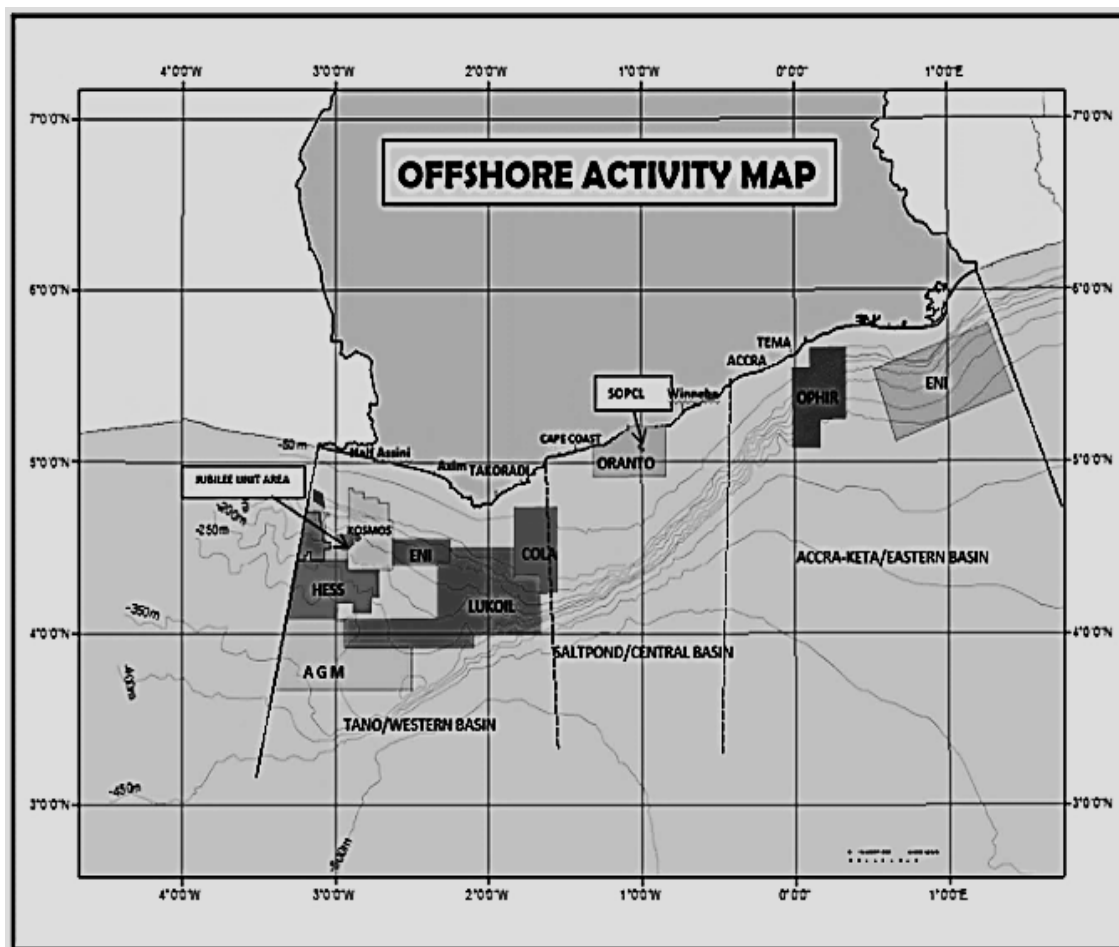 4°0'0"W 3°0'0"W 2°0'0"W 1°0'0"W 0°0'0" 1°0'0"E
7°0'0"N 7°0'0"N
OFFSHORE ACTIVITY MAP
6°0'0"N 6°0'0"N
TEMA
ACCRA
OPHIR
ENI
SOPCL
Winneba
CAPE COAST
ORANTO
-50m
Half Assini
Axim
TAKORADI
5°0'0"N 5°0'0"N
JUBILEE UNIT AREA
-200m
-250m
KOSMOS
ENI
COLA
HESS
LUKOIL
ACCRA-KETA/EASTERN BASIN
-350m
4°0'0"N 4°0'0"N
SALTPOND/CENTRAL BASIN
A G M
TANO/WESTERN BASIN
-450m
3°0'0"N 3°0'0"N
4°0'0"W 3°0'0"W 2°0'0"W 1°0'0"W 0°0'0" 1°0'0"E